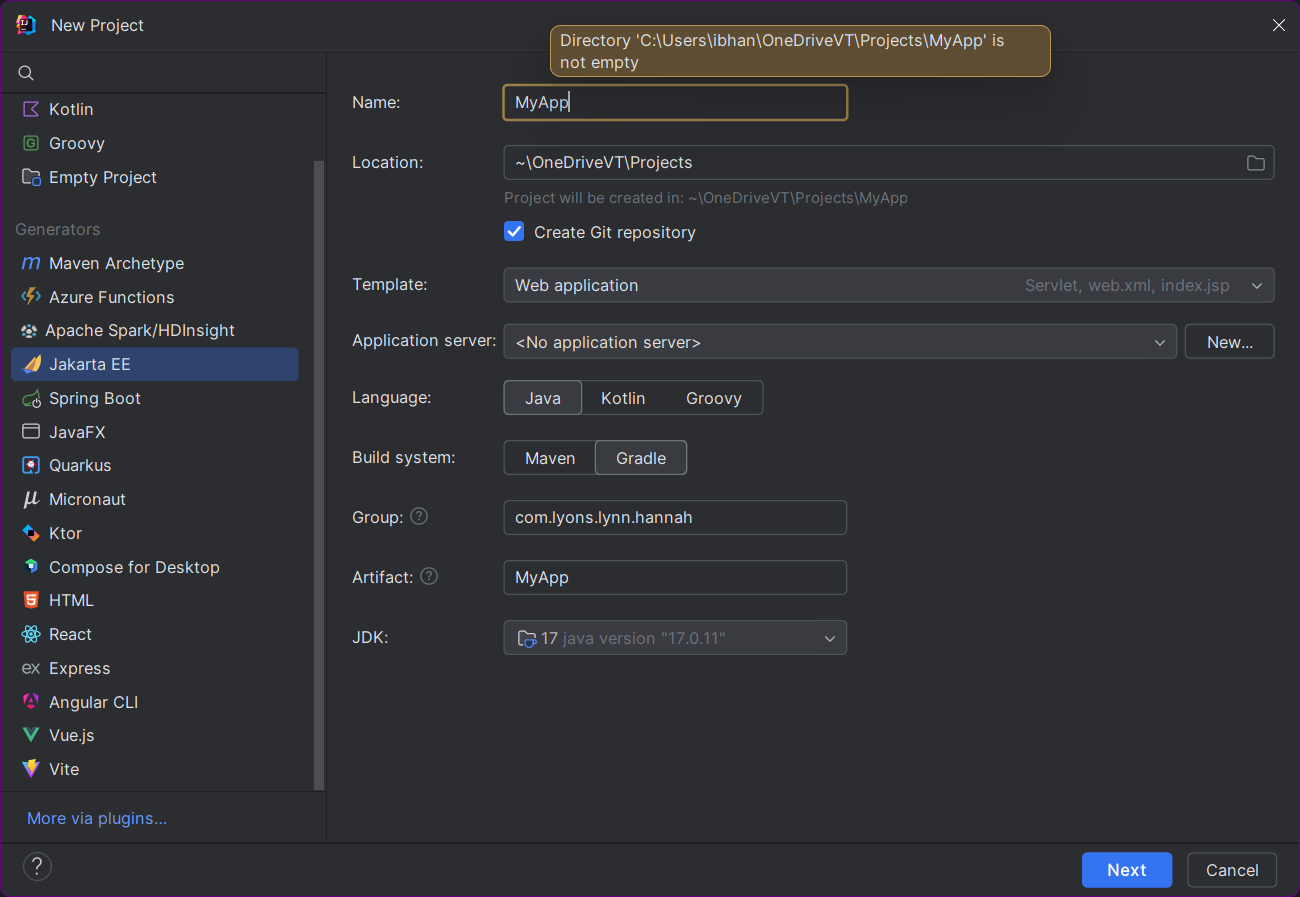 New Project
Directory 'C:\Users\ibhan\OneDriveVT\Projects\MyApp' is
not empty
Kotlin
Groovy
Empty Project
Generators
Maven Archetype
Azure Functions
Apache Spark/HDInsight
Jakarta EE
Spring Boot
JavaFX
Quarkus
Micronaut
Ktor
Compose for Desktop
HTML
React
Express
Angular CLI
Vue.js
Vite
More via plugins...
Name: MyApp
Location: ~\OneDriveVT\Projects
Project will be created in: ~\OneDriveVT\Projects\MyApp
Create Git repository
Template: Web application Servlet, web.xml, index.jsp
Application server: <No application server> New...
Language: Java Kotlin Groovy
Build system: Maven Gradle
Group: ? com.lyons.lynn.hannah
Artifact: ? MyApp
JDK: 17 java version "17.0.11"
? Next Cancel